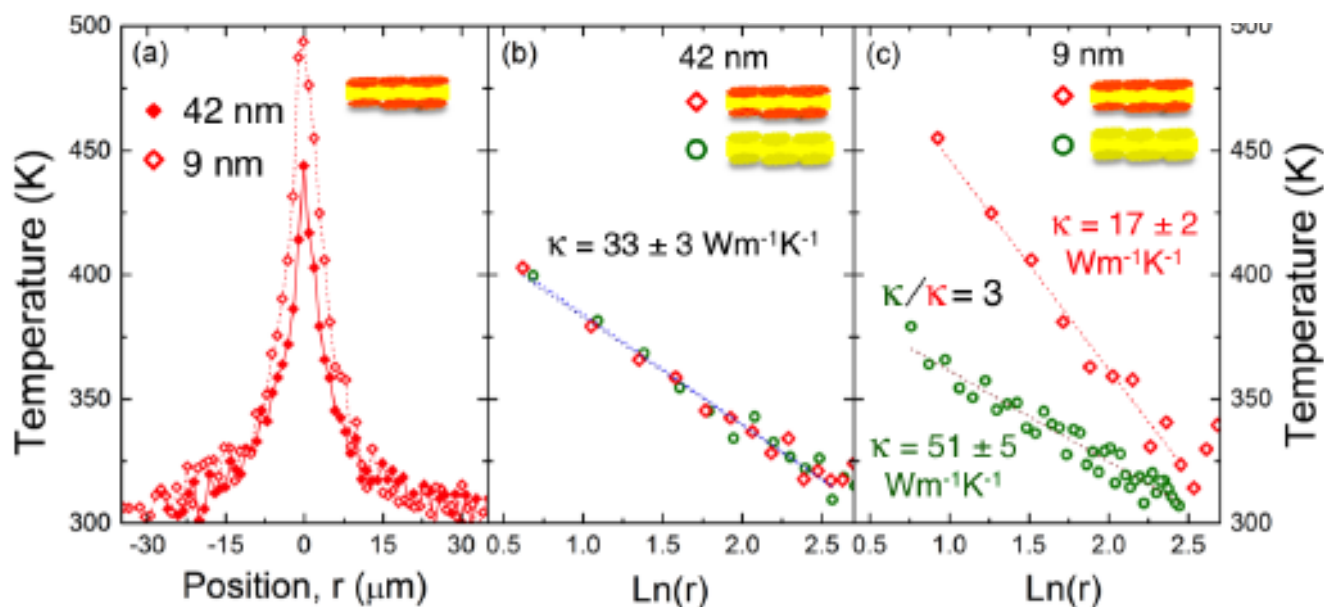 Temperature (K)
500
450
400
350
300
(a)
42 nm
9 nm
-30 -15 0 15 30
Position, r (μm)
(b) 42 nm
κ = 33 ± 3 Wm⁻¹K⁻¹
0.5 1.0 1.5 2.0 2.5
Ln(r)
(c) 9 nm
κ = 17 ± 2
Wm⁻¹K⁻¹
κ/κ = 3
κ = 51 ± 5
Wm⁻¹K⁻¹
0.5 1.0 1.5 2.0 2.5
Ln(r)
500
450
400
350
300
Temperature (K)